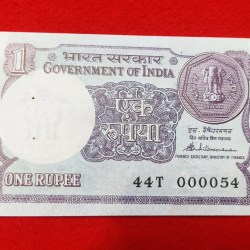 1
भारत सरकार
GOVERNMENT OF INDIA
एक
रुपया
FINANCE SECRETARY, MINISTRY OF FINANCE
ONE RUPEE
44T 000054